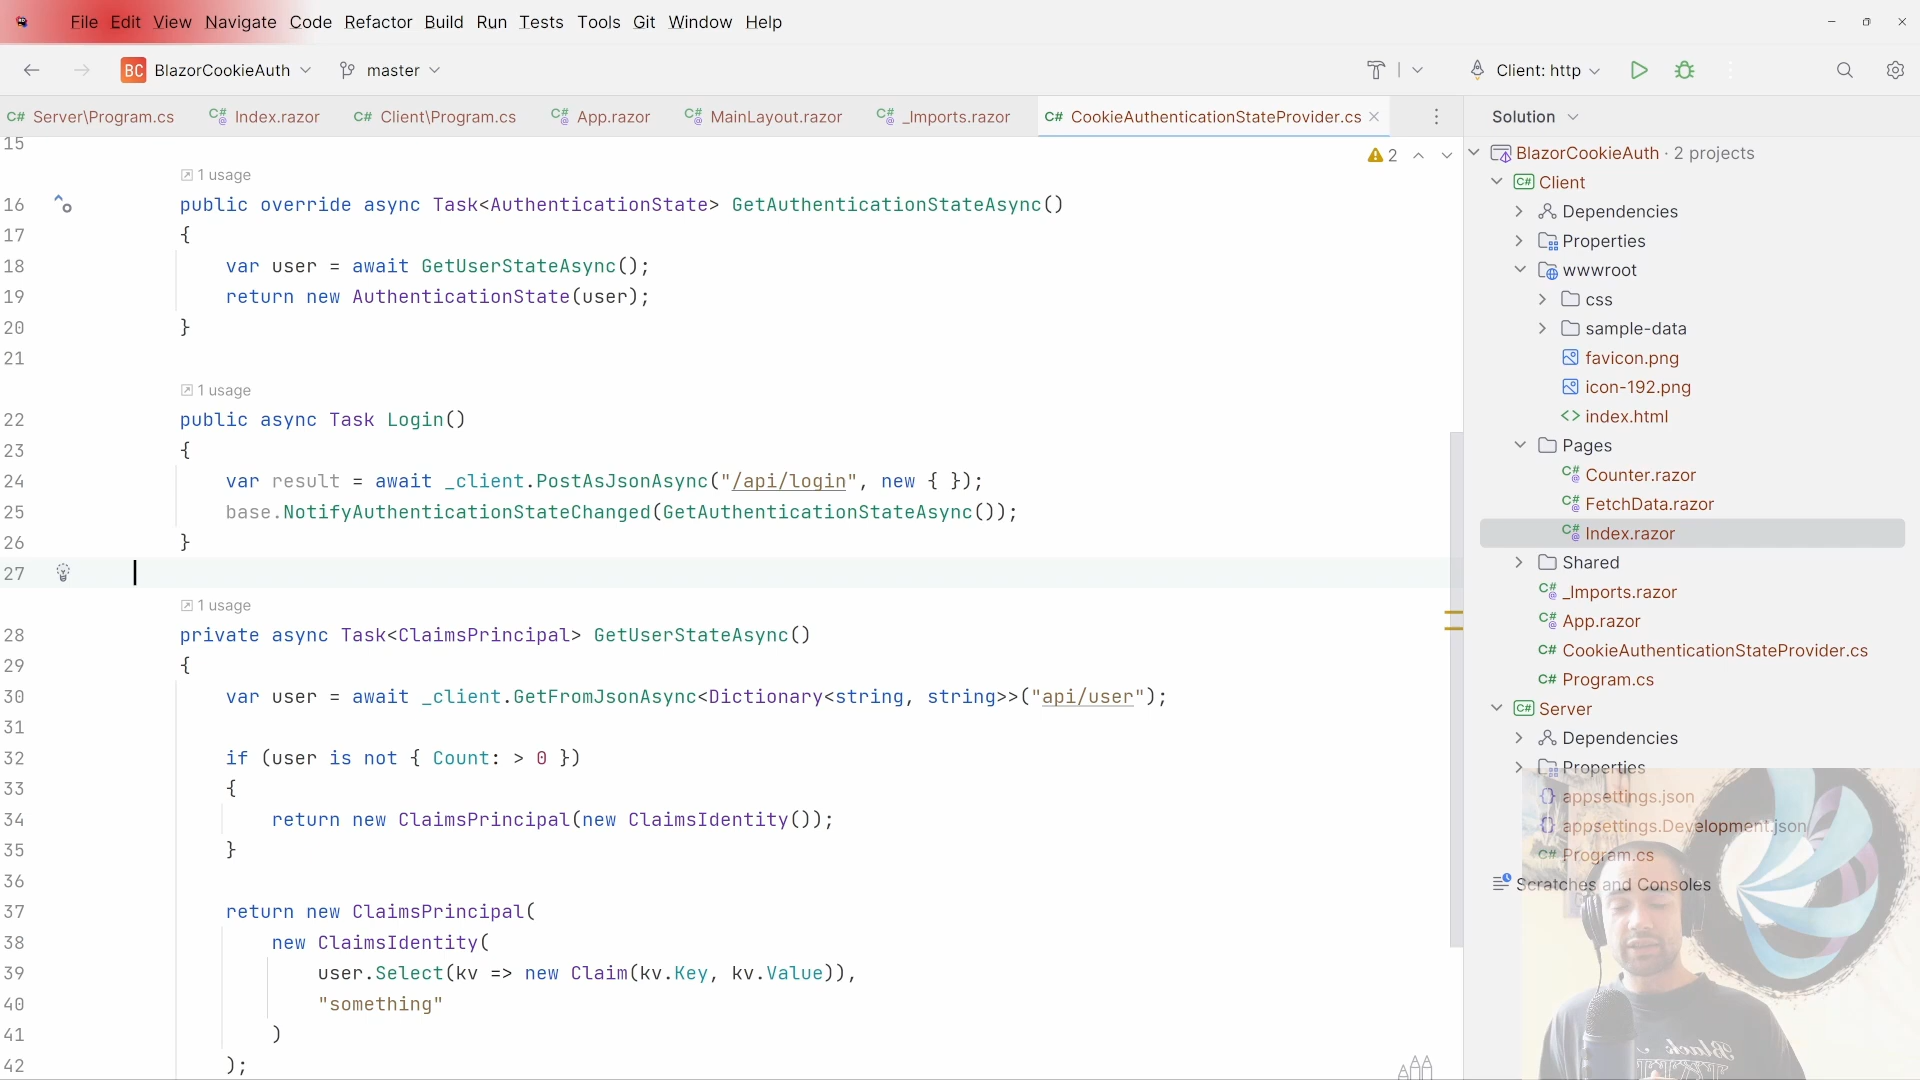 File Edit View Navigate Code Refactor Build Run Tests Tools Git Window Help
BC BlazorCookieAuth master Client: http
C# Server\Program.cs Index.razor C# Client\Program.cs App.razor MainLayout.razor _Imports.razor C# CookieAuthenticationStateProvider.cs
2
15
1 usage
16 public override async Task<AuthenticationState> GetAuthenticationStateAsync()
17 {
18 var user = await GetUserStateAsync();
19 return new AuthenticationState(user);
20 }
21
1 usage
22 public async Task Login()
23 {
24 var result = await _client.PostAsJsonAsync("/api/login", new { });
25 base.NotifyAuthenticationStateChanged(GetAuthenticationStateAsync());
26 }
27
1 usage
28 private async Task<ClaimsPrincipal> GetUserStateAsync()
29 {
30 var user = await _client.GetFromJsonAsync<Dictionary<string, string>>("api/user");
31
32 if (user is not { Count: > 0 })
33 {
34 return new ClaimsPrincipal(new ClaimsIdentity());
35 }
36
37 return new ClaimsPrincipal(
38 new ClaimsIdentity(
39 user.Select(kv => new Claim(kv.Key, kv.Value)),
40 "something"
41 )
42 );
Solution
BlazorCookieAuth · 2 projects
C# Client
Dependencies
Properties
wwwroot
css
sample-data
favicon.png
icon-192.png
<> index.html
Pages
C# Counter.razor
C# FetchData.razor
C# Index.razor
Shared
C# _Imports.razor
C# App.razor
C# CookieAuthenticationStateProvider.cs
C# Program.cs
C# Server
Dependencies
Properties
{} appsettings.json
{} appsettings.Development.json
C# Program.cs
Scratches and Consoles